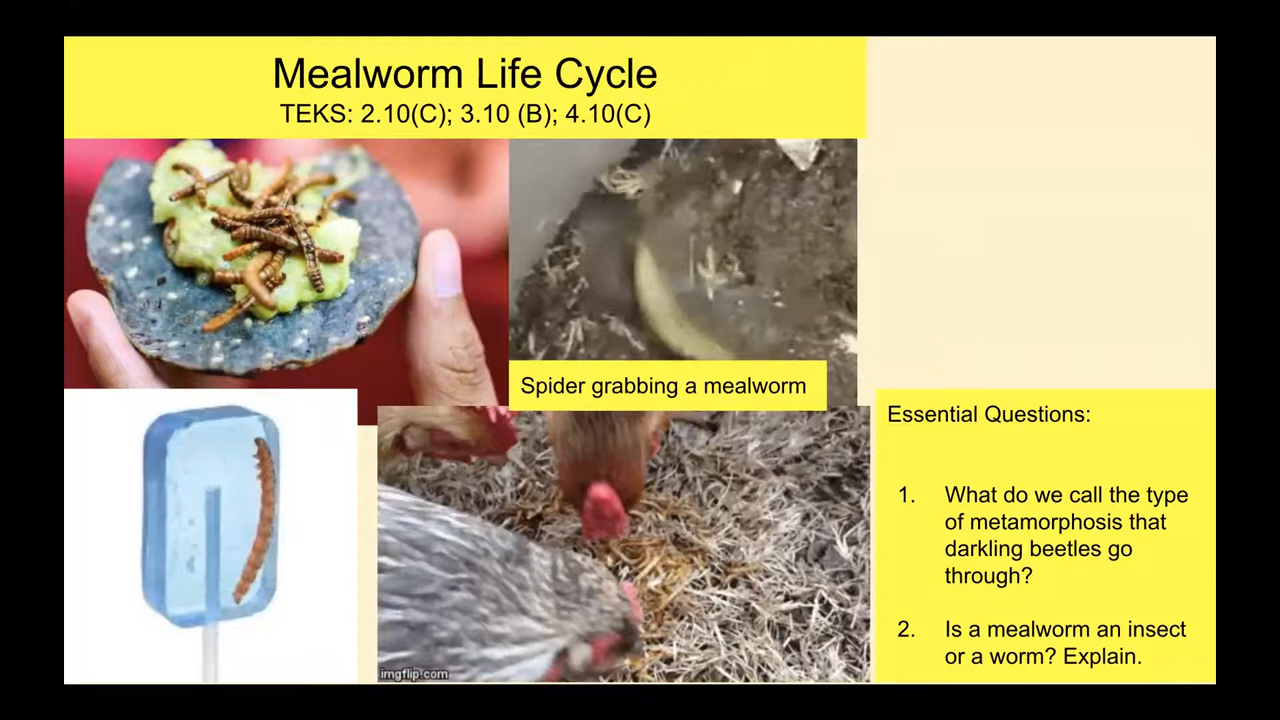 Mealworm Life Cycle
TEKS: 2.10(C); 3.10 (B); 4.10(C)
Spider grabbing a mealworm
Essential Questions:
1. What do we call the type
of metamorphosis that
darkling beetles go
through?
2. Is a mealworm an insect
or a worm? Explain.
imgflip.com